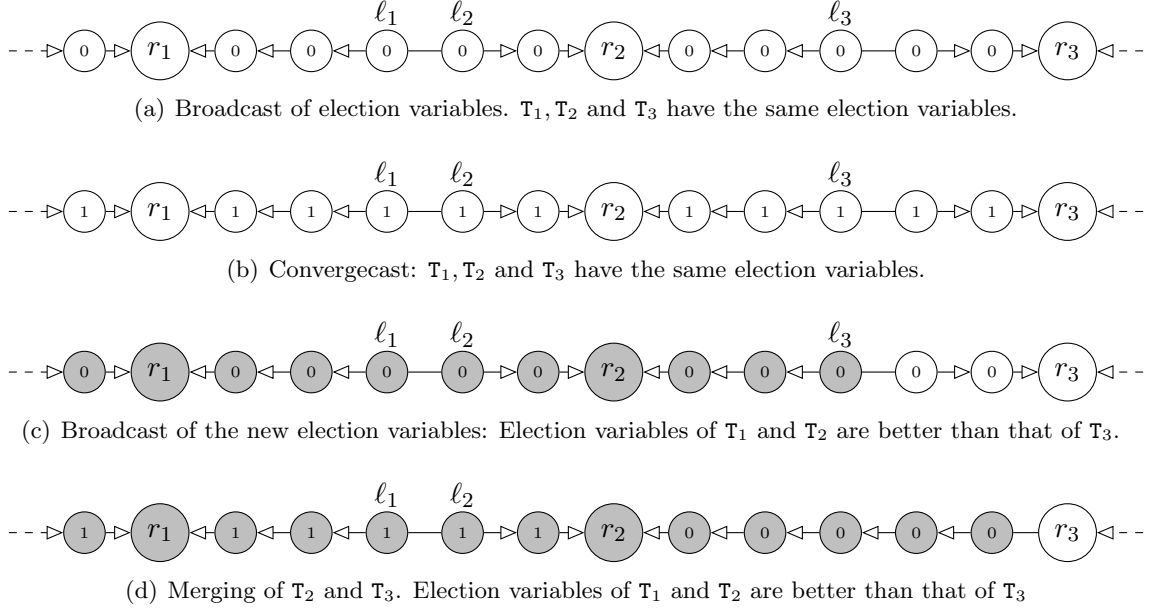 ℓ1 ℓ2 ℓ3
0 r1 0 0 0 0 0 r2 0 0 0 0 0 r3
(a) Broadcast of election variables. T1, T2 and T3 have the same election variables.
ℓ1 ℓ2 ℓ3
1 r1 1 1 1 1 1 r2 1 1 1 1 1 r3
(b) Convergecast: T1, T2 and T3 have the same election variables.
ℓ1 ℓ2 ℓ3
0 r1 0 0 0 0 0 r2 0 0 0 0 0 r3
(c) Broadcast of the new election variables: Election variables of T1 and T2 are better than that of T3.
ℓ1 ℓ2
1 r1 1 1 1 1 1 r2 0 0 0 0 0 r3
(d) Merging of T2 and T3. Election variables of T1 and T2 are better than that of T3